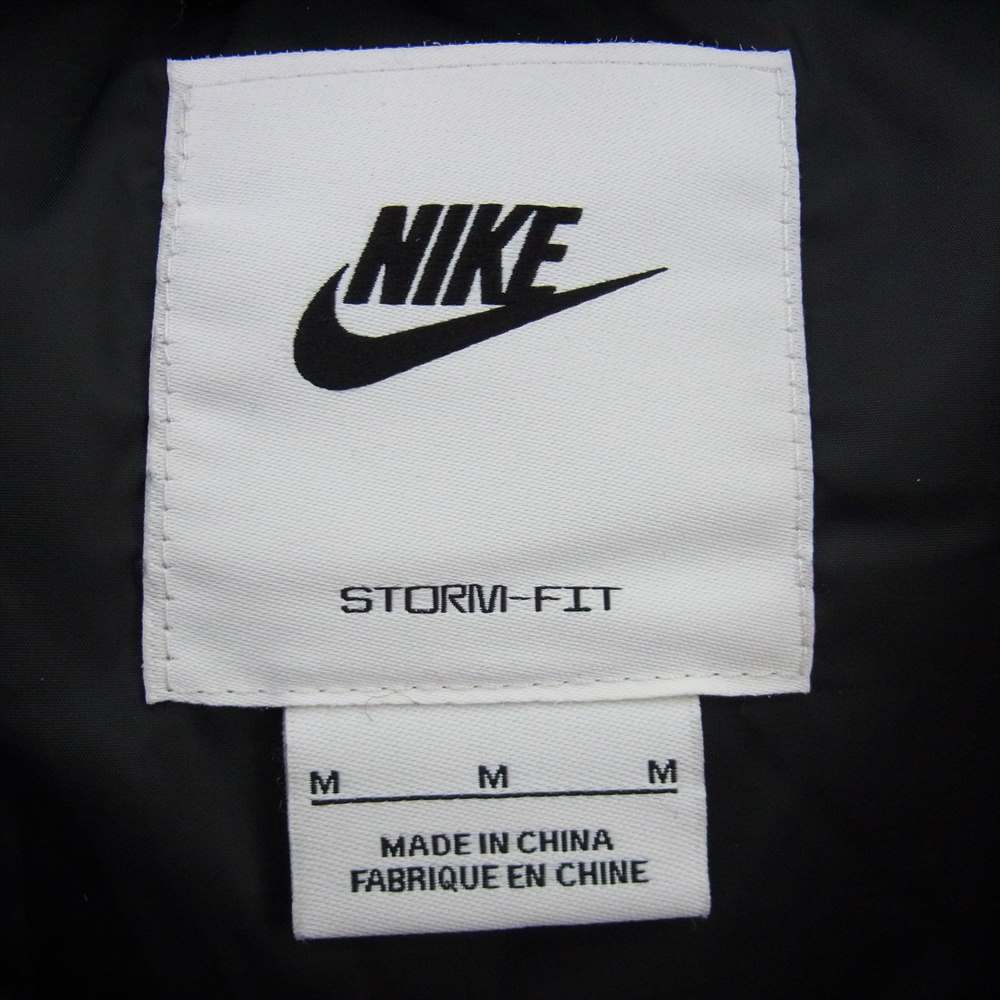 NIKE
STORM-FIT
M M M
MADE IN CHINA
FABRIQUE EN CHINE